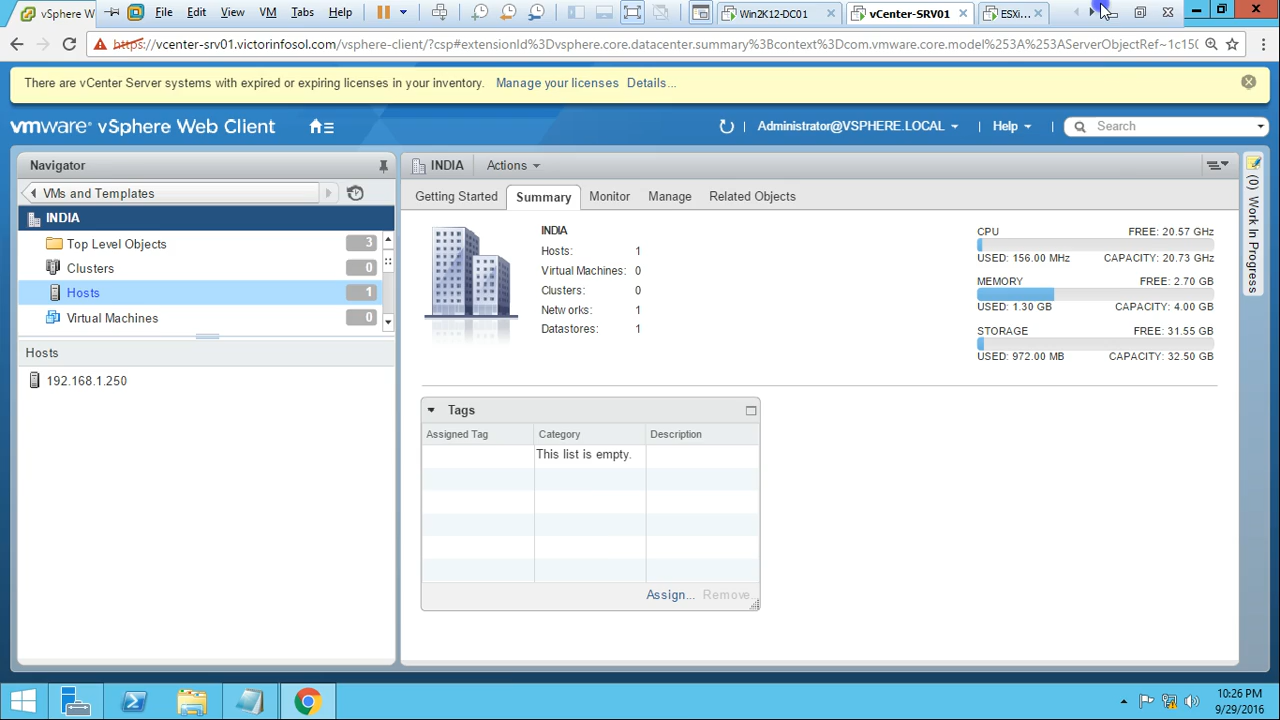 vSphere W
File Edit View VM Tabs Help
Win2K12-DC01
vCenter-SRV01
ESXi...
https://vcenter-srv01.victorinfosol.com/vsphere-client/?csp#extensionId%3Dvsphere.core.datacenter.summary%3Bcontext%3Dcom.vmware.core.model%253A%253AServerObjectRef~1c150
There are vCenter Server systems with expired or expiring licenses in your inventory. Manage your licenses Details...
vmware® vSphere Web Client
Administrator@VSPHERE.LOCAL
Help
Search
Navigator
VMs and Templates
INDIA
Top Level Objects 3
Clusters 0
Hosts 1
Virtual Machines 0
Hosts
192.168.1.250
INDIA Actions
Getting Started Summary Monitor Manage Related Objects
INDIA
Hosts: 1
Virtual Machines: 0
Clusters: 0
Networks: 1
Datastores: 1
CPU FREE: 20.57 GHz
USED: 156.00 MHz CAPACITY: 20.73 GHz
MEMORY FREE: 2.70 GB
USED: 1.30 GB CAPACITY: 4.00 GB
STORAGE FREE: 31.55 GB
USED: 972.00 MB CAPACITY: 32.50 GB
Tags
Assigned Tag Category Description
This list is empty.
Assign... Remove...
(0) Work In Progress
10:26 PM
9/29/2016